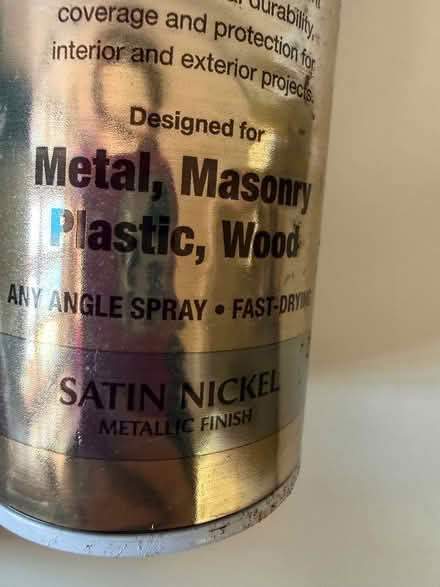 durability,
coverage and protection for
interior and exterior projects.
Designed for
Metal, Masonry
Plastic, Wood
ANY ANGLE SPRAY • FAST-DRYING
SATIN NICKEL
METALLIC FINISH